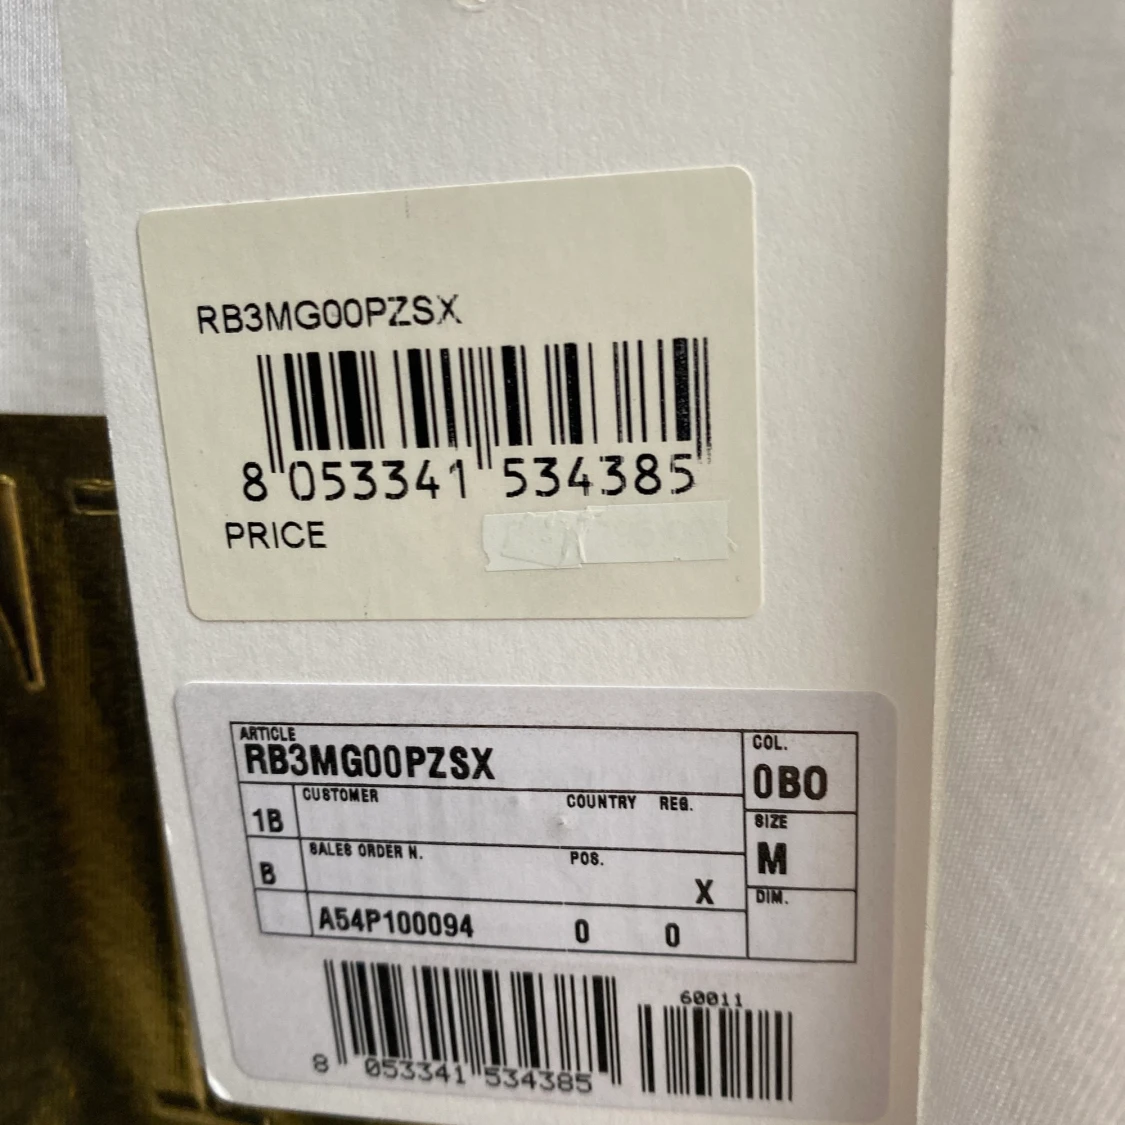 RB3MG00PZSX
8 053341 534385
PRICE
ARTICLE
RB3MG00PZSX
COL.
0BO
CUSTOMER COUNTRY REG.
1B
SIZE
M
SALES ORDER N. POS.
B
X
DIM.
A54P100094 0 0
60011
8 053341 534385